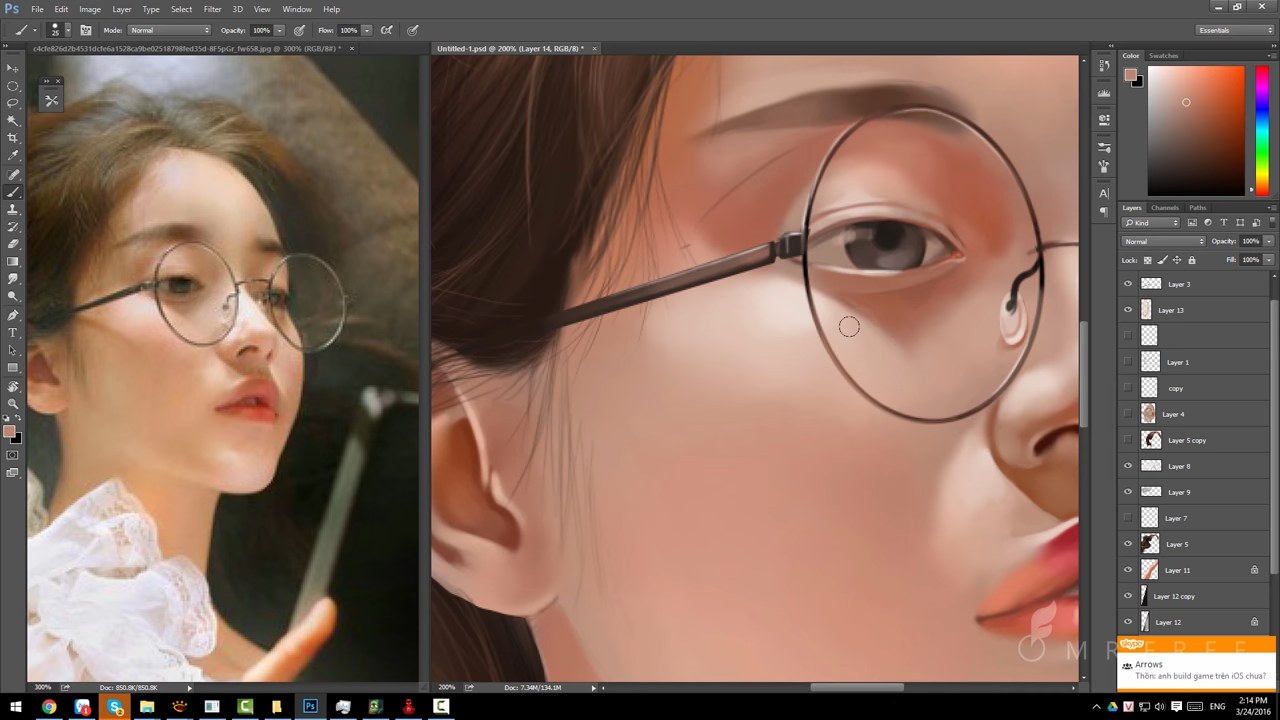 Ps File Edit Image Layer Type Select Filter 3D View Window Help
25 Mode: Normal Opacity: 100% Flow: 100% Essentials
c4cfe826d2b4531dcfe6a1528ca9be02518798fed35d-8F5pGr_fw658.jpg @ 300% (RGB/8#) * Untitled-1.psd @ 200% (Layer 14, RGB/8) *
Color Swatches
Layers Channels Paths
Kind
Normal Opacity: 100%
Lock: Fill: 100%
Layer 3
Layer 13
Layer 1
copy
Layer 4
Layer 5 copy
Layer 8
Layer 9
Layer 7
Layer 5
Layer 11
Layer 12 copy
Layer 12
skype
Arrows
Thôn: anh build game trên iOS chưa?
300% Doc: 850.8K/850.8K 200% Doc: 7.34M/134.1M
ENG 2:14 PM
3/24/2016